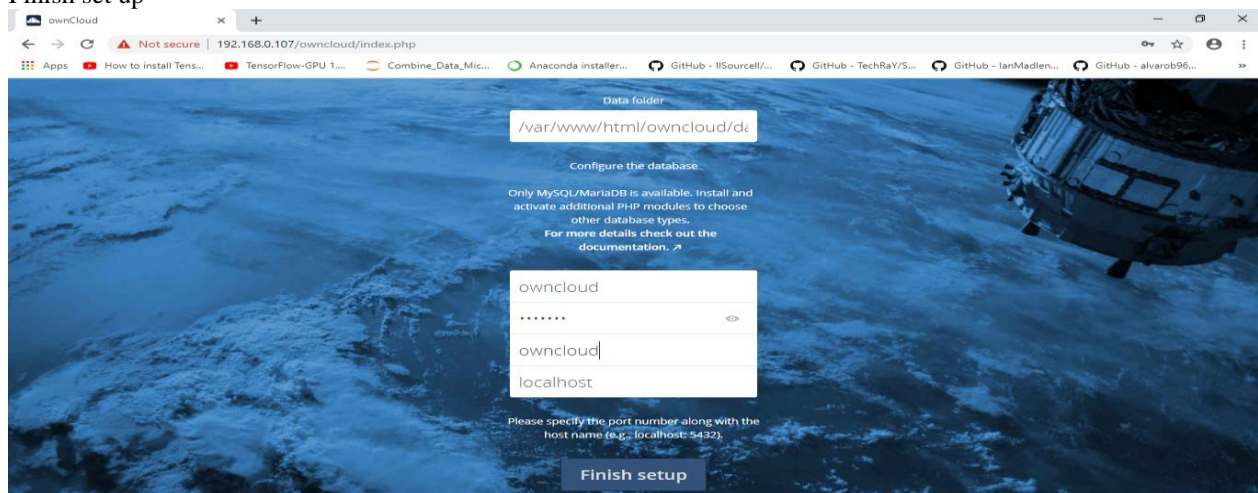 Finish set up
ownCloud
Not secure | 192.168.0.107/owncloud/index.php
Apps How to install Tens... TensorFlow-GPU 1.... Combine_Data_Mic... Anaconda installer... GitHub - llSourcell/... GitHub - TechRaY/S... GitHub - IanMadlen... GitHub - alvarob96... »
Data folder
/var/www/html/owncloud/da
Configure the database
Only MySQL/MariaDB is available. Install and
activate additional PHP modules to choose
other database types.
For more details check out the
documentation. ↗
owncloud
•••••••
owncloud
localhost
Please specify the port number along with the
host name (e.g., localhost: 5432).
Finish setup